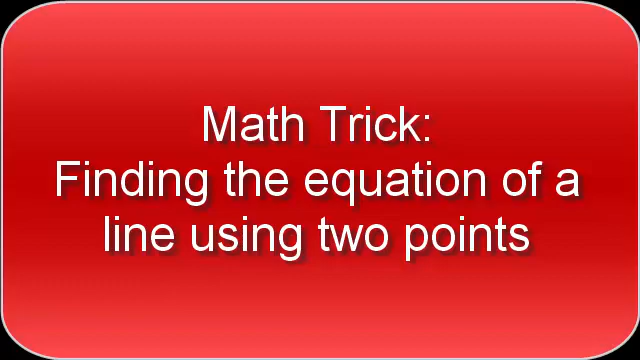 Math Trick:
Finding the equation of a
line using two points